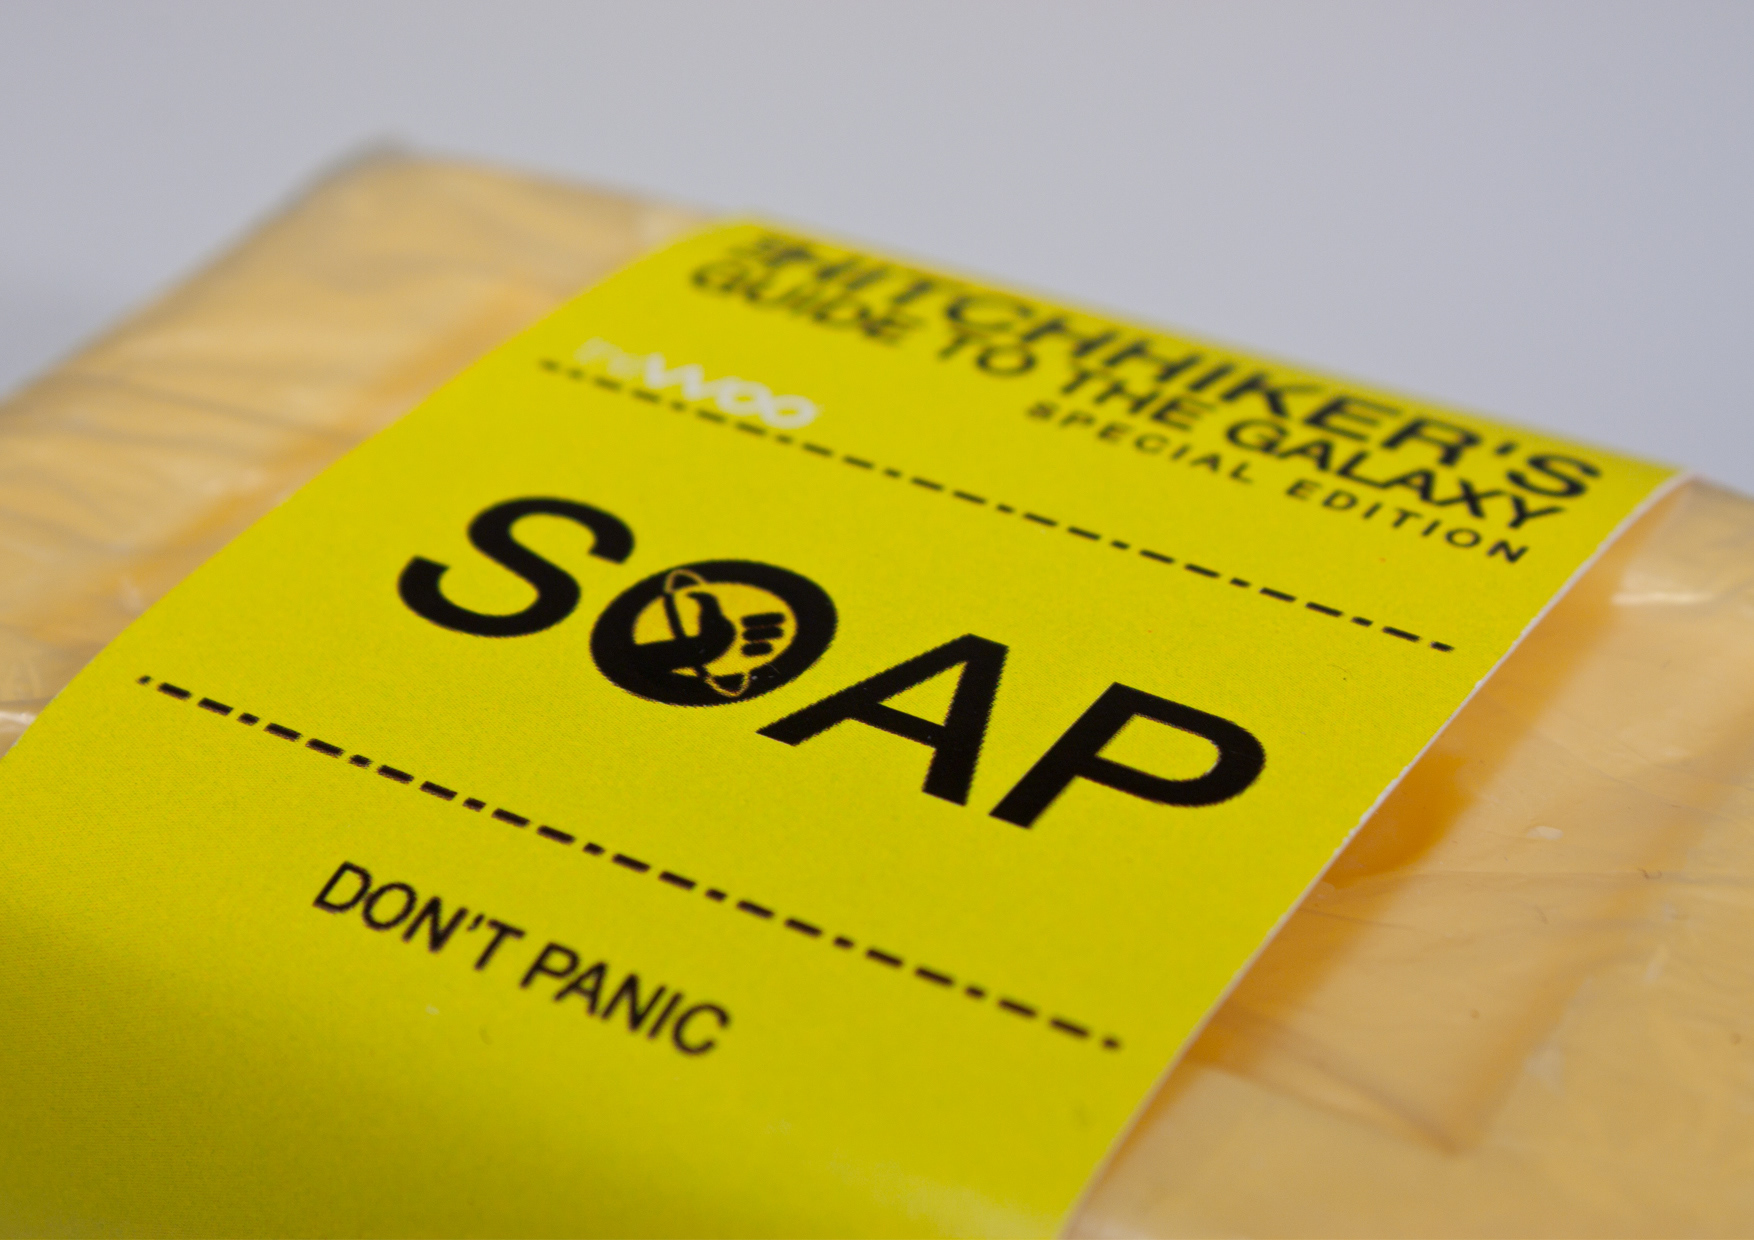 HITCHHIKER'S
GUIDE TO THE GALAXY
SPECIAL EDITION
SOAP
DON'T PANIC